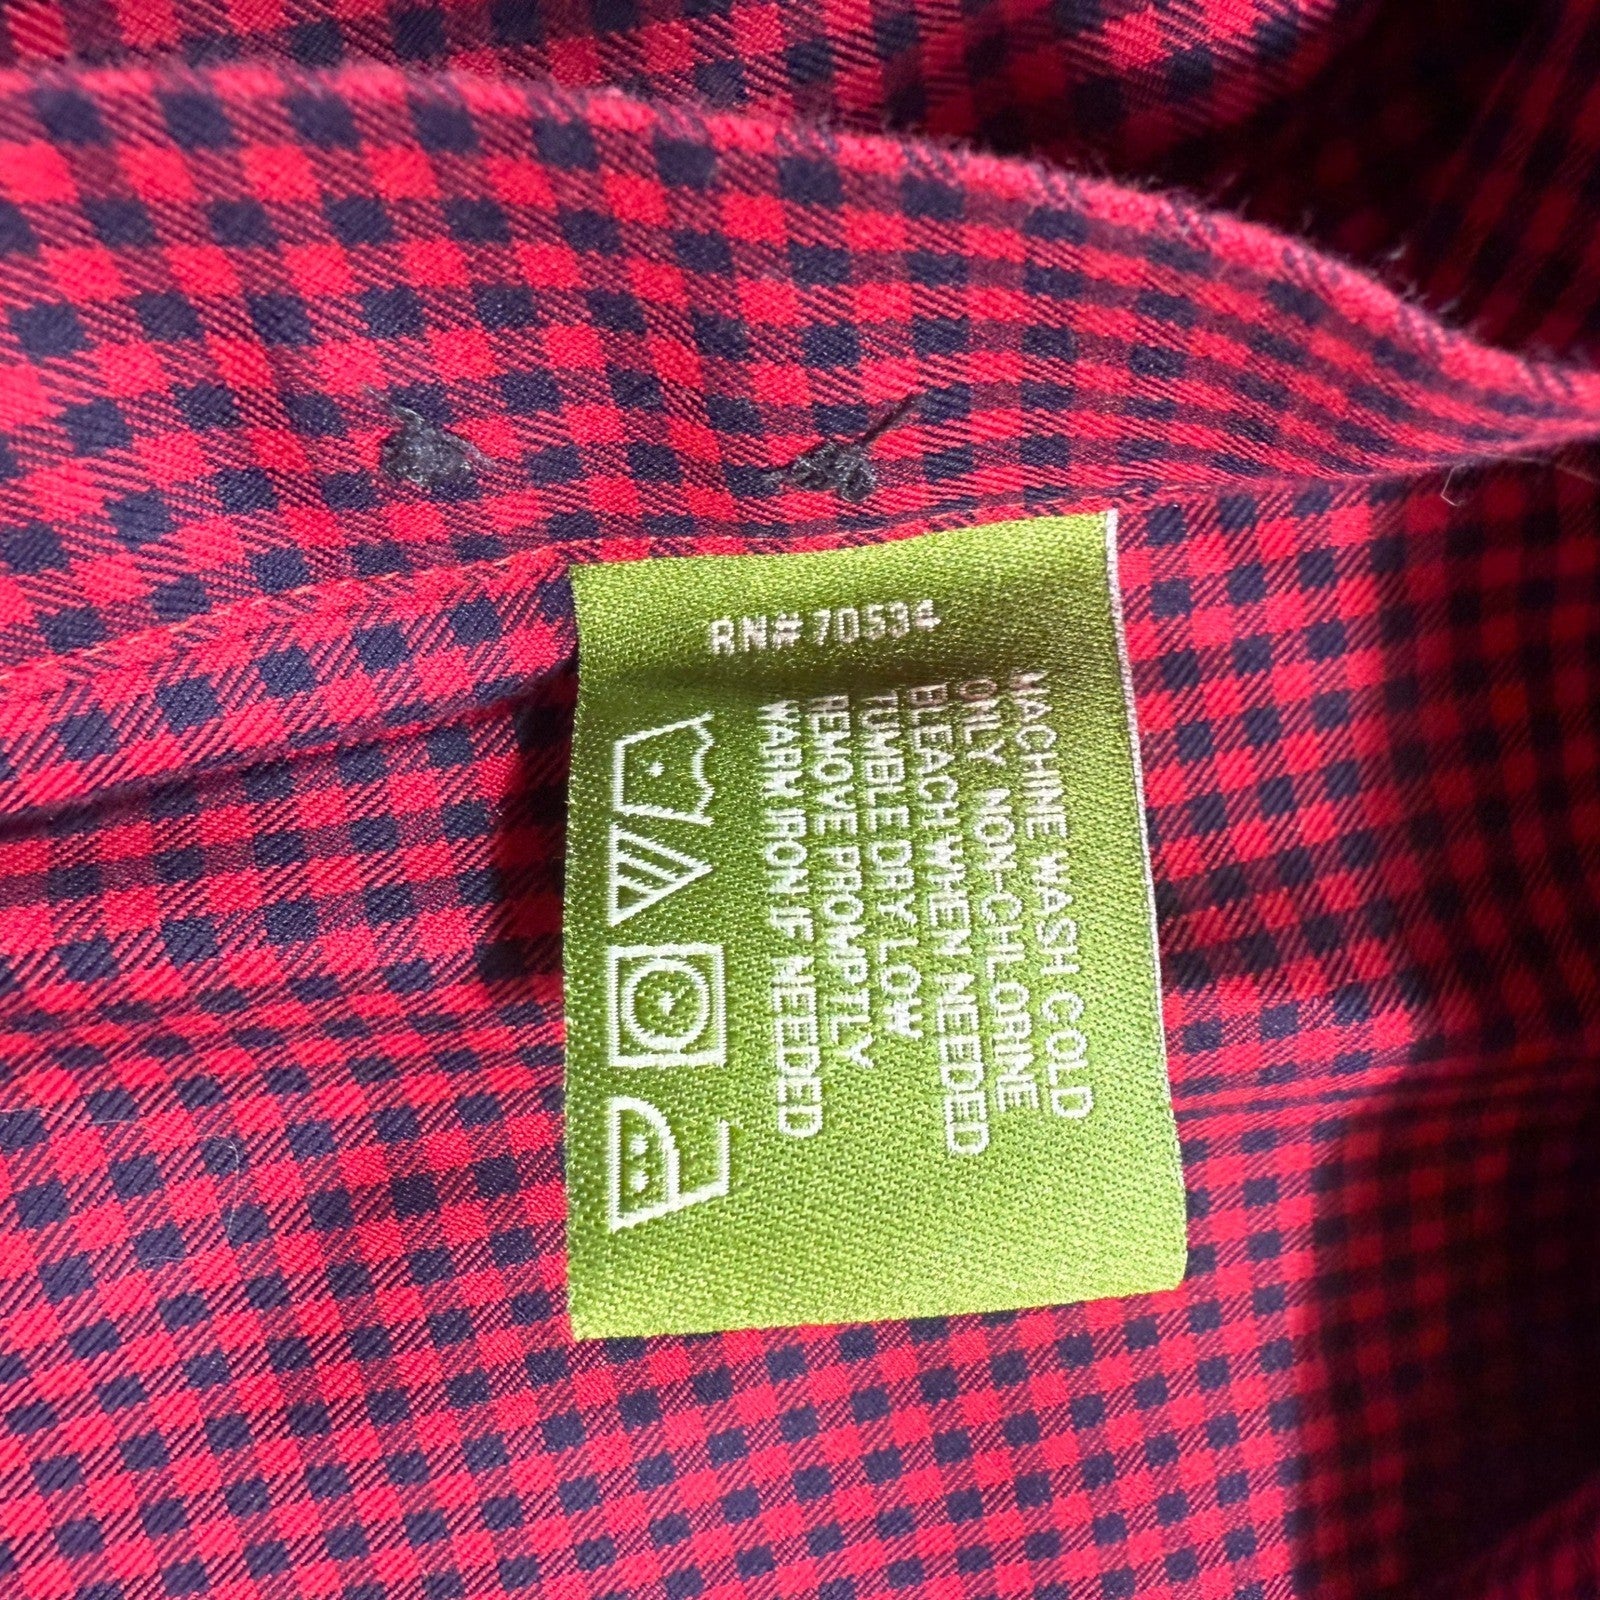 RN# 70534
MACHINE WASH COLD
ONLY NON-CHLORINE
BLEACH WHEN NEEDED
TUMBLE DRY LOW
REMOVE PROMPTLY
WARM IRON IF NEEDED